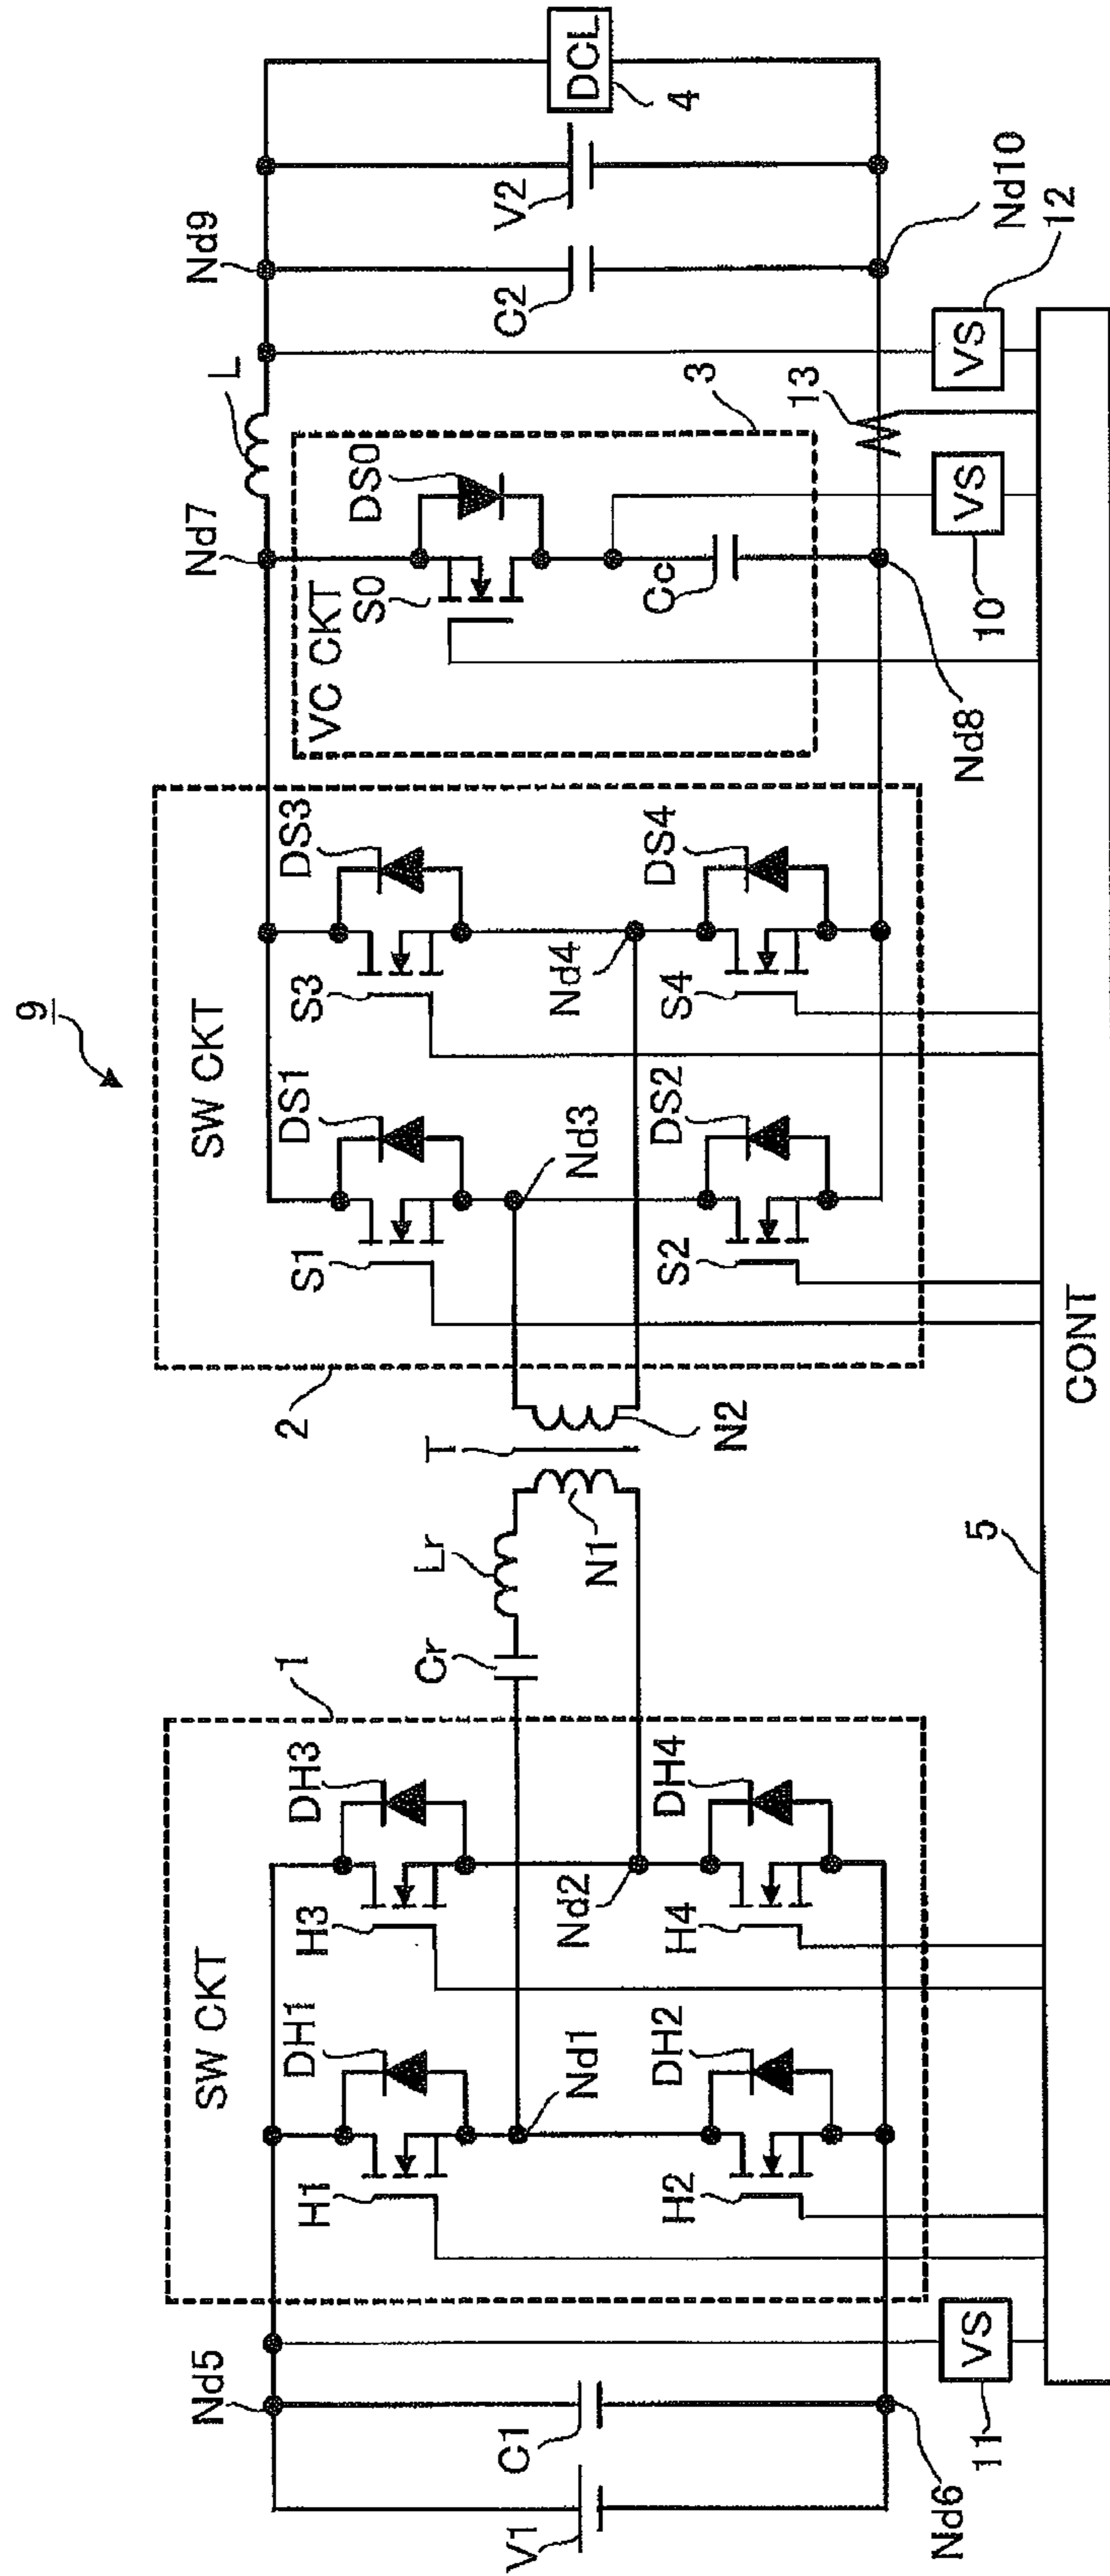 9
SW CKT
1
Nd5
H1
DH1
H3
DH3
Cr
Lr
T
N1
N2
Nd1
Nd2
H2
DH2
H4
DH4
C1
V1
Nd6
11
VS
2
SW CKT
S1
DS1
S3
DS3
Nd3
Nd4
S2
DS2
S4
DS4
Nd7
L
Nd9
VC CKT
S0
DS0
3
Cc
C2
V2
DCL
4
Nd8
10
VS
13
VS
12
Nd10
5
CONT